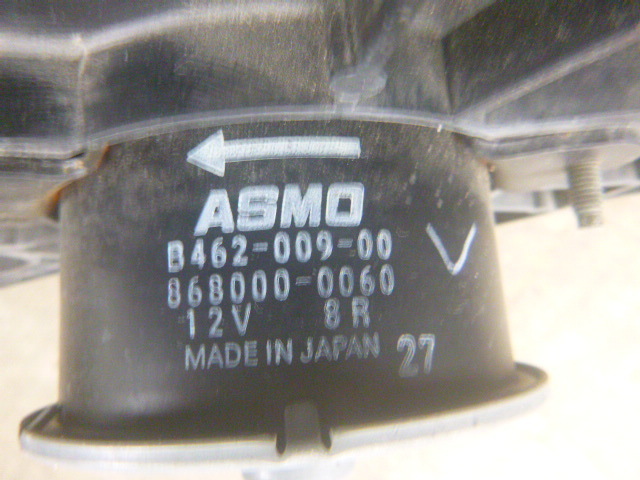 ASMO
B462-009-00
868000-0060
12V 8R
MADE IN JAPAN 27